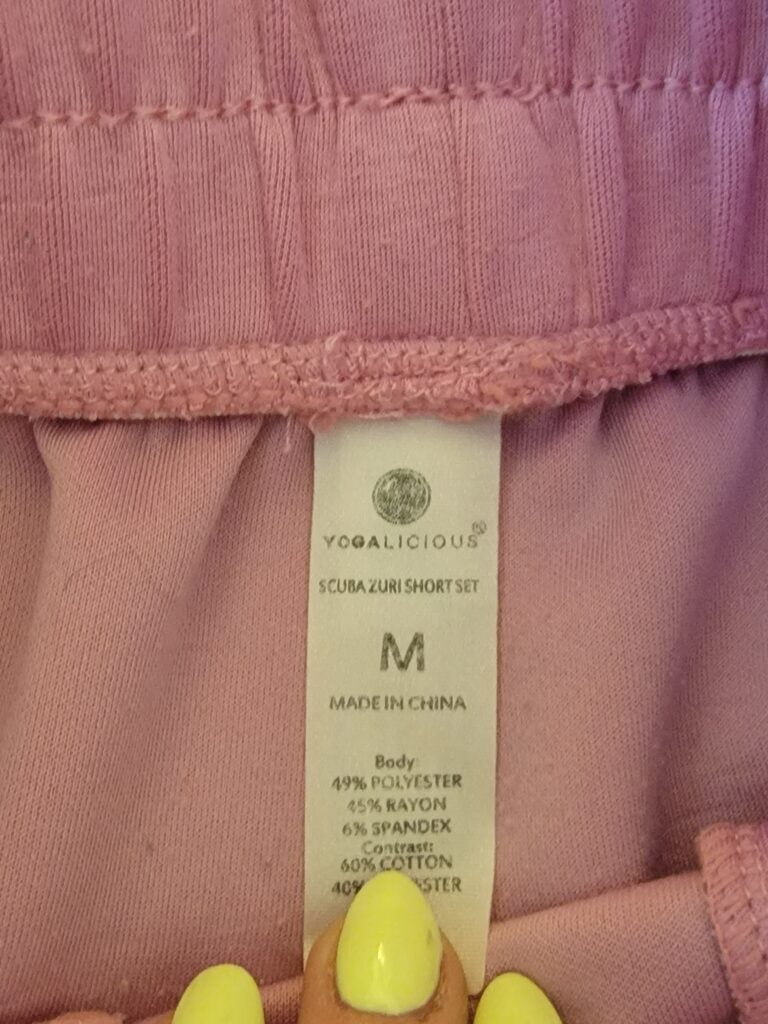 YOGALICIOUS®
SCUBA ZURI SHORT SET
M
MADE IN CHINA
Body:
49% POLYESTER
45% RAYON
6% SPANDEX
Contrast:
60% COTTON
40%